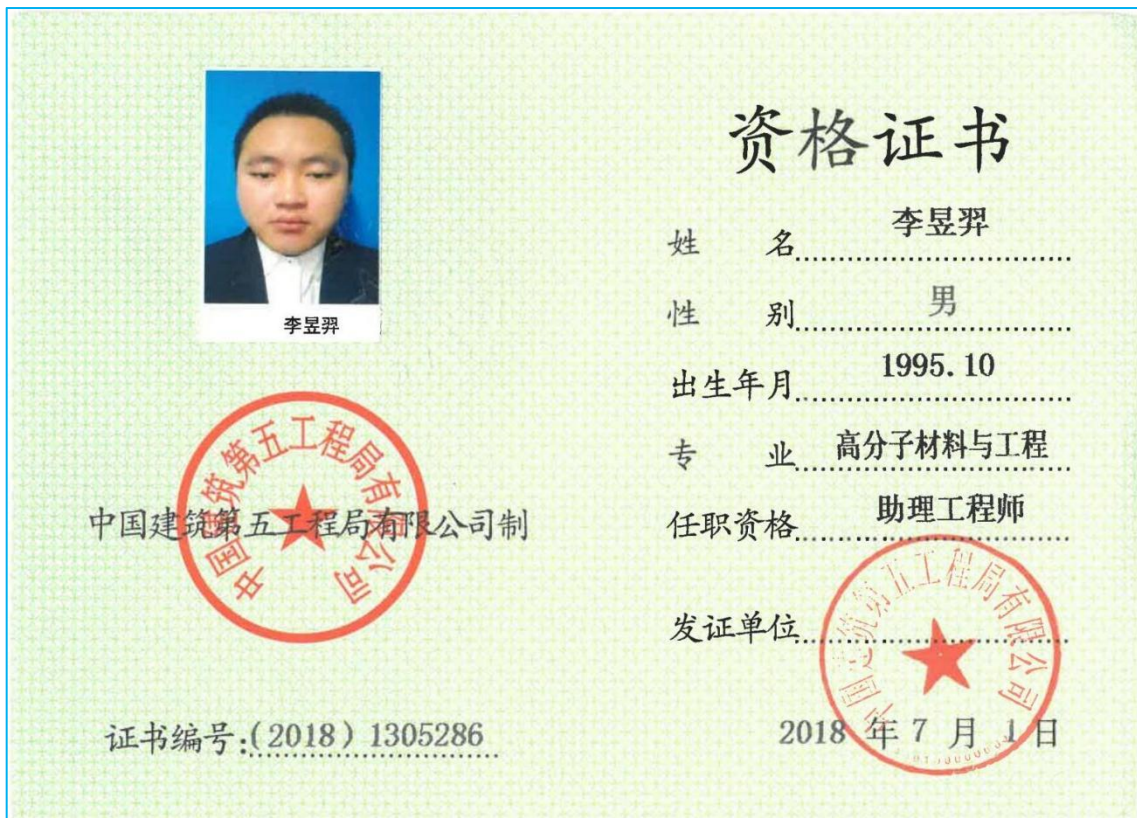 李昱羿
中国建筑第五工程局有限公司
中国建筑第五工程局有限公司制
证书编号:(2018)1305286
资格证书
姓 名 李昱羿
性 别 男
出生年月 1995.10
专 业 高分子材料与工程
任职资格 助理工程师
发证单位
中国建筑第五工程局有限公司
2018 年 7 月 1 日